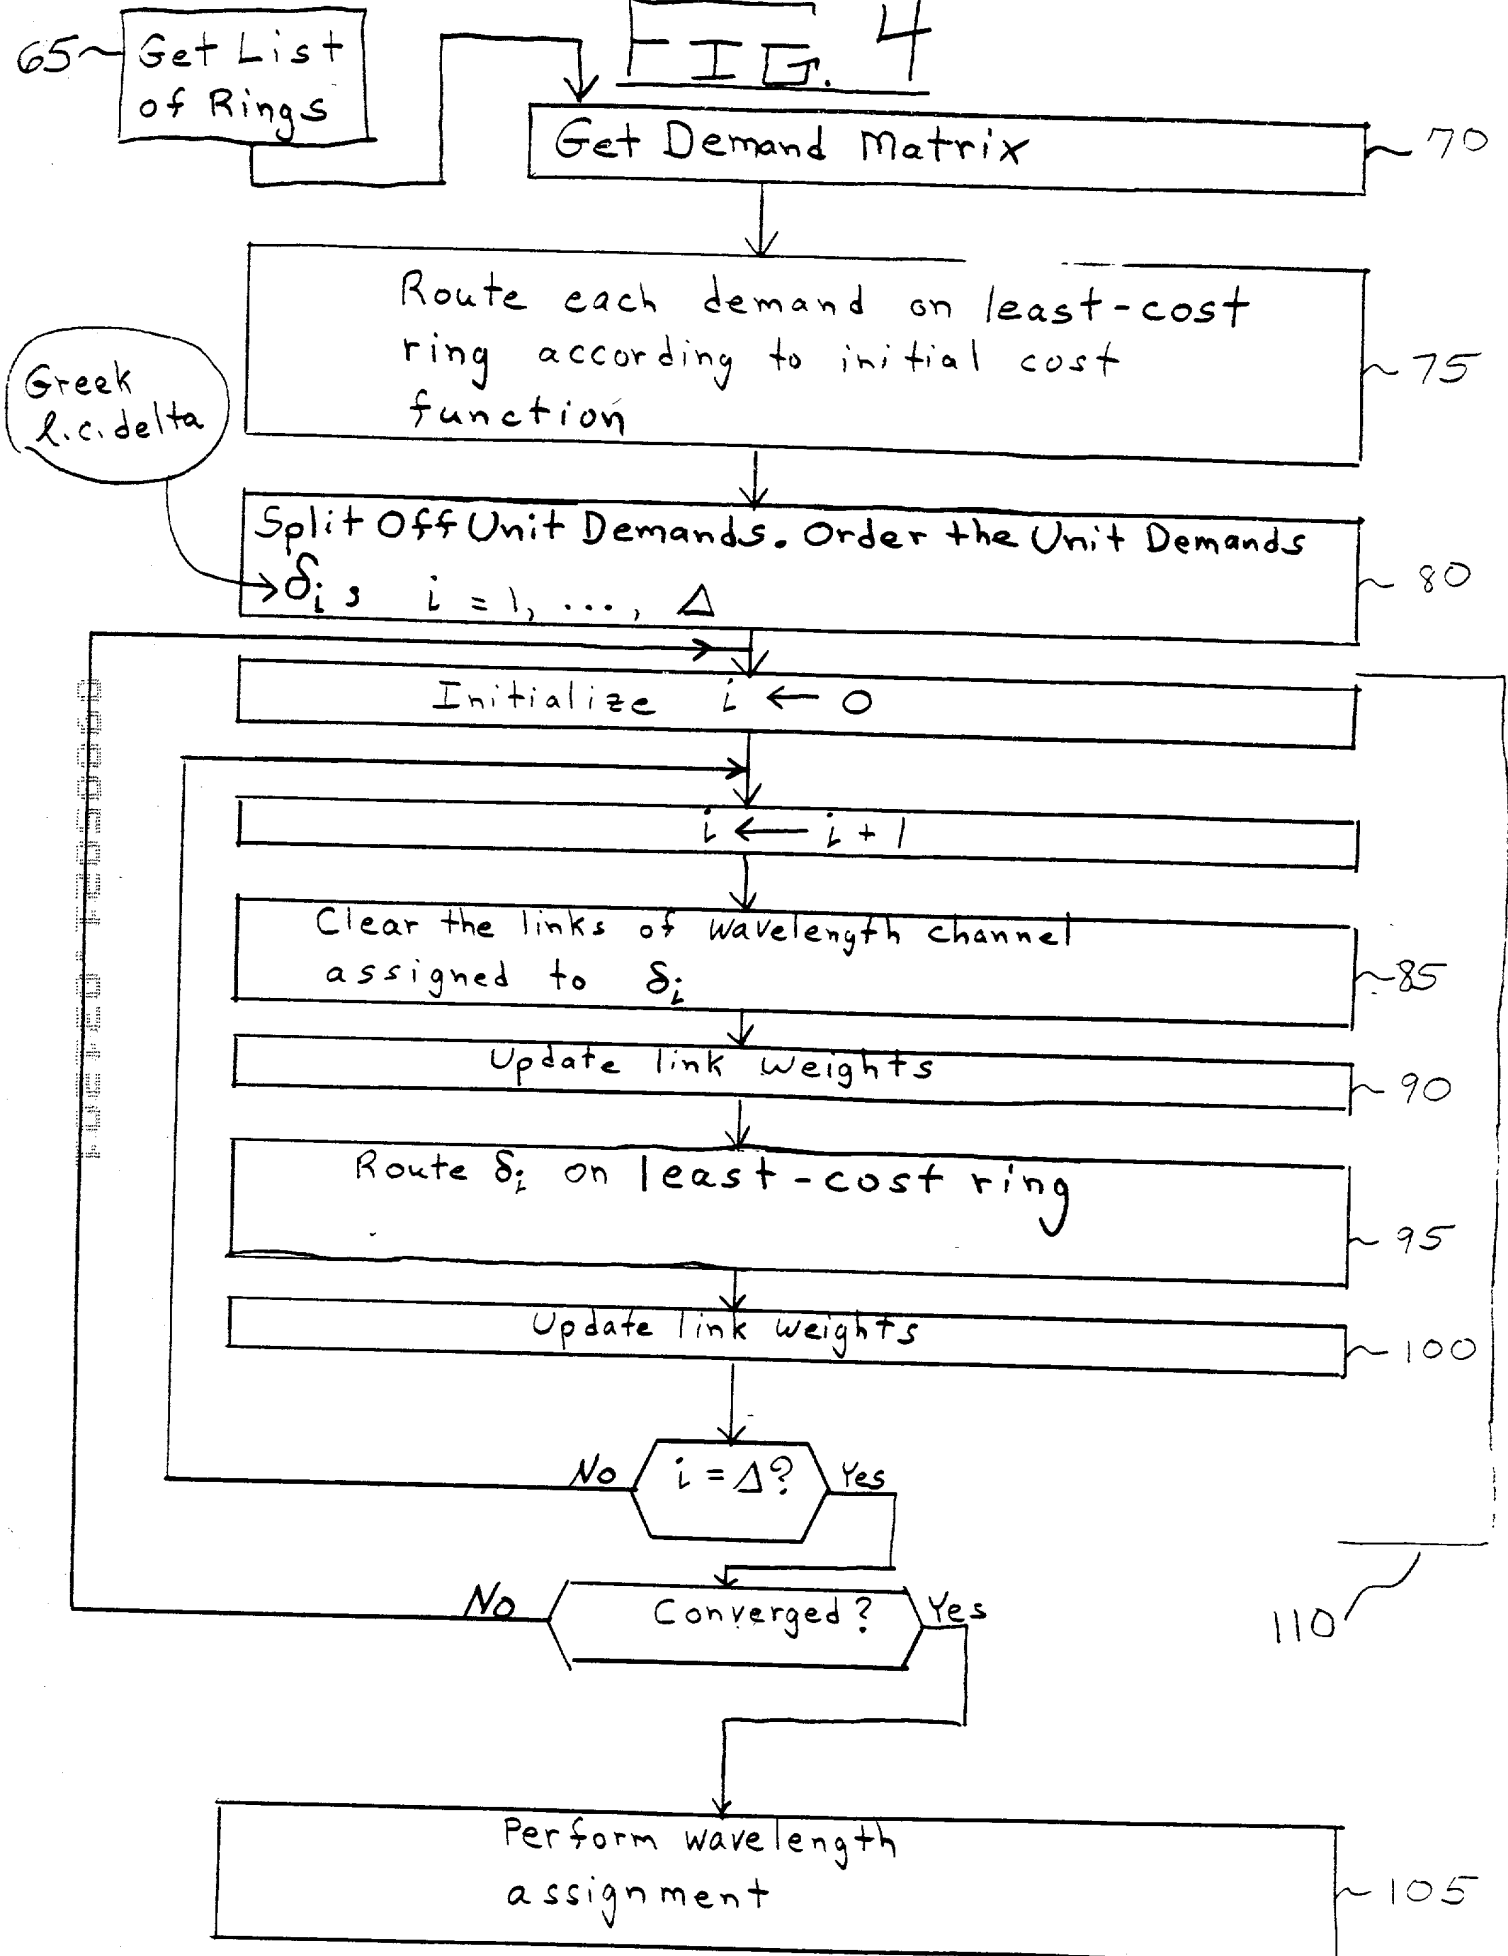 FIG. 4
65
Get List
of Rings
Get Demand Matrix
70
Route each demand on least-cost
ring according to initial cost
function
75
Greek
l.c. delta
Split Off Unit Demands. Order the Unit Demands
δi, i = 1, ..., Δ
80
Initialize i ← 0
i ← i + 1
Clear the links of wavelength channel
assigned to δi
85
Update link weights
90
Route δi on least-cost ring
95
Update link weights
100
No
i = Δ?
Yes
No
Converged?
Yes
110
Perform wavelength
assignment
105